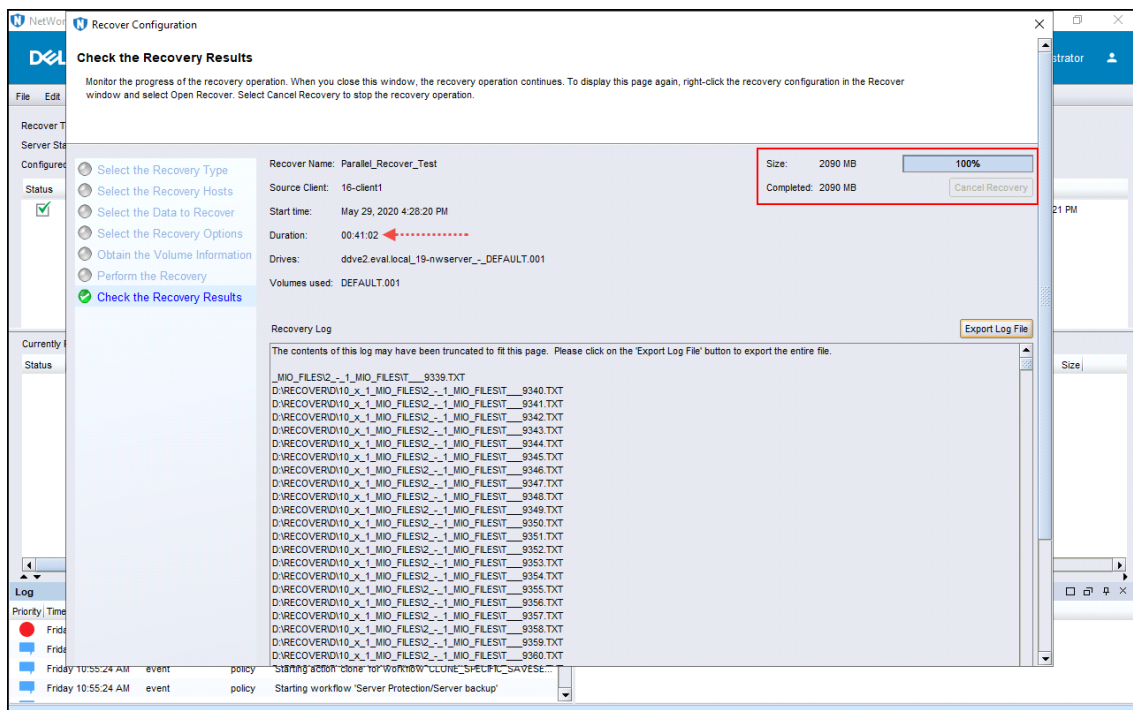 NetWor
Recover Configuration
DELL
Check the Recovery Results
strator
Monitor the progress of the recovery operation. When you close this window, the recovery operation continues. To display this page again, right-click the recovery configuration in the Recover
window and select Open Recover. Select Cancel Recovery to stop the recovery operation.
File Edit
Recover T
Server Sta
Configured
Status
Select the Recovery Type
Select the Recovery Hosts
Select the Data to Recover
Select the Recovery Options
Obtain the Volume Information
Perform the Recovery
Check the Recovery Results
Recover Name: Parallel_Recover_Test
Source Client: 16-client1
Start time: May 29, 2020 4:28:20 PM
Duration: 00:41:02
Drives: ddve2.eval.local_19-nwserver_-_DEFAULT.001
Volumes used: DEFAULT.001
Size: 2090 MB 100%
Completed: 2090 MB Cancel Recovery
21 PM
Recovery Log
Export Log File
Currently
Status
Size
The contents of this log may have been truncated to fit this page. Please click on the 'Export Log File' button to export the entire file.
_MIO_FILES\2_-_1_MIO_FILES\T___9339.TXT
D:\RECOVER\D\10_x_1_MIO_FILES\2_-_1_MIO_FILES\T___9340.TXT
D:\RECOVER\D\10_x_1_MIO_FILES\2_-_1_MIO_FILES\T___9341.TXT
D:\RECOVER\D\10_x_1_MIO_FILES\2_-_1_MIO_FILES\T___9342.TXT
D:\RECOVER\D\10_x_1_MIO_FILES\2_-_1_MIO_FILES\T___9343.TXT
D:\RECOVER\D\10_x_1_MIO_FILES\2_-_1_MIO_FILES\T___9344.TXT
D:\RECOVER\D\10_x_1_MIO_FILES\2_-_1_MIO_FILES\T___9345.TXT
D:\RECOVER\D\10_x_1_MIO_FILES\2_-_1_MIO_FILES\T___9346.TXT
D:\RECOVER\D\10_x_1_MIO_FILES\2_-_1_MIO_FILES\T___9347.TXT
D:\RECOVER\D\10_x_1_MIO_FILES\2_-_1_MIO_FILES\T___9348.TXT
D:\RECOVER\D\10_x_1_MIO_FILES\2_-_1_MIO_FILES\T___9349.TXT
D:\RECOVER\D\10_x_1_MIO_FILES\2_-_1_MIO_FILES\T___9350.TXT
D:\RECOVER\D\10_x_1_MIO_FILES\2_-_1_MIO_FILES\T___9351.TXT
D:\RECOVER\D\10_x_1_MIO_FILES\2_-_1_MIO_FILES\T___9352.TXT
D:\RECOVER\D\10_x_1_MIO_FILES\2_-_1_MIO_FILES\T___9353.TXT
D:\RECOVER\D\10_x_1_MIO_FILES\2_-_1_MIO_FILES\T___9354.TXT
D:\RECOVER\D\10_x_1_MIO_FILES\2_-_1_MIO_FILES\T___9355.TXT
D:\RECOVER\D\10_x_1_MIO_FILES\2_-_1_MIO_FILES\T___9356.TXT
D:\RECOVER\D\10_x_1_MIO_FILES\2_-_1_MIO_FILES\T___9357.TXT
D:\RECOVER\D\10_x_1_MIO_FILES\2_-_1_MIO_FILES\T___9358.TXT
D:\RECOVER\D\10_x_1_MIO_FILES\2_-_1_MIO_FILES\T___9359.TXT
D:\RECOVER\D\10_x_1_MIO_FILES\2_-_1_MIO_FILES\T___9360.TXT
Log
Priority Time
Frida
Frida
Friday 10:55:24 AM event policy Starting action 'clone' for workflow 'CLONE_SPECIFIC_SAVESE...
Friday 10:55:24 AM event policy Starting workflow 'Server Protection/Server backup'